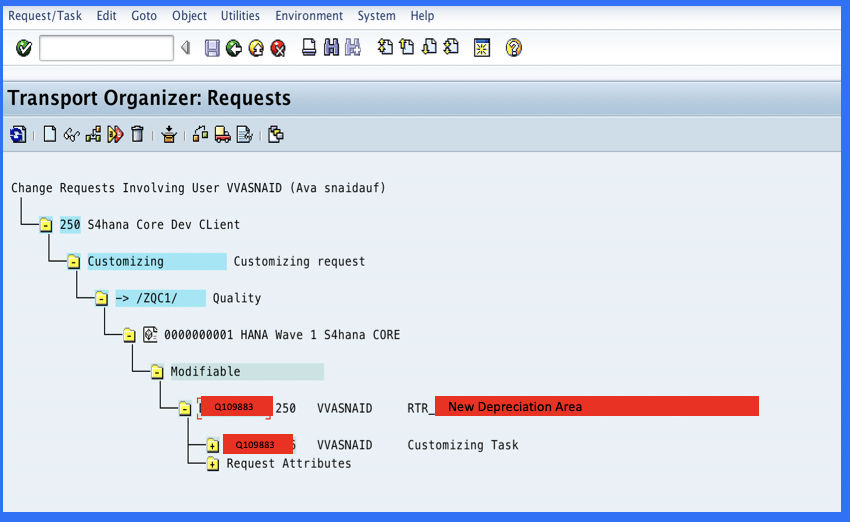 Request/Task Edit Goto Object Utilities Environment System Help
Transport Organizer: Requests
Change Requests Involving User VVASNAID (Ava snaidauf)
250 S4hana Core Dev CLient
Customizing Customizing request
-> /ZQC1/ Quality
0000000001 HANA Wave 1 S4hana CORE
Modifiable
Q109883 250 VVASNAID RTR_ New Depreciation Area
Q109883 VVASNAID Customizing Task
Request Attributes